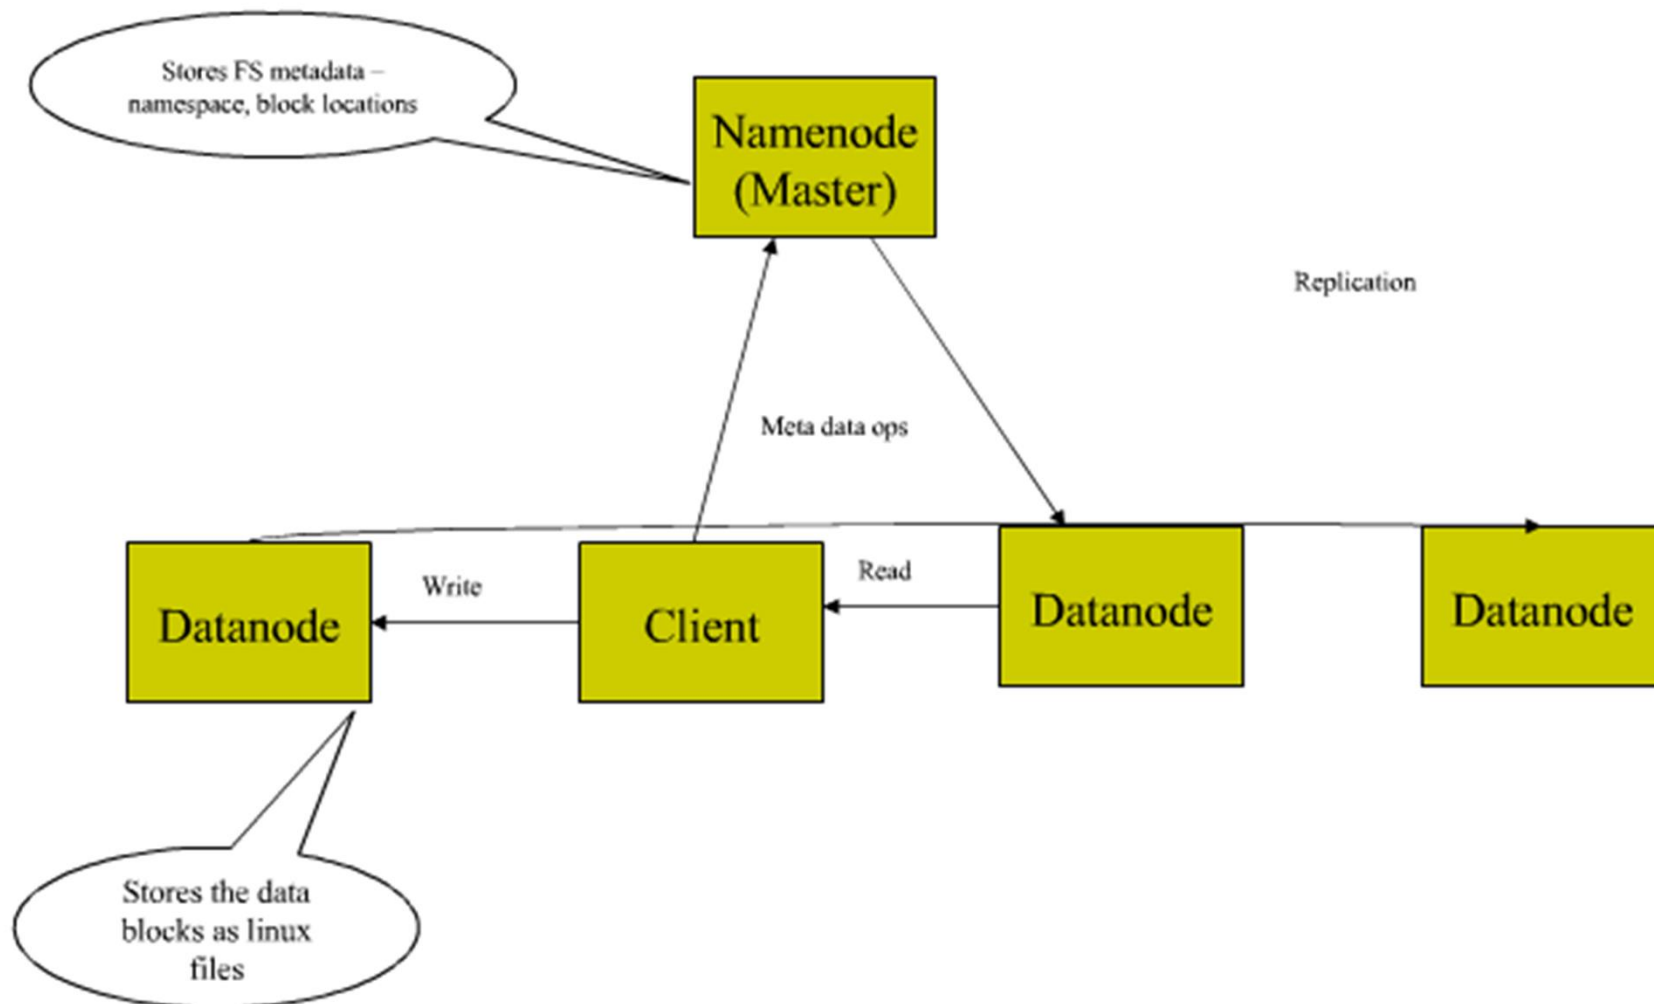 Stores FS metadata –
namespace, block locations
Namenode
(Master)
Replication
Meta data ops
Datanode
Write
Client
Read
Datanode
Datanode
Stores the data
blocks as linux
files